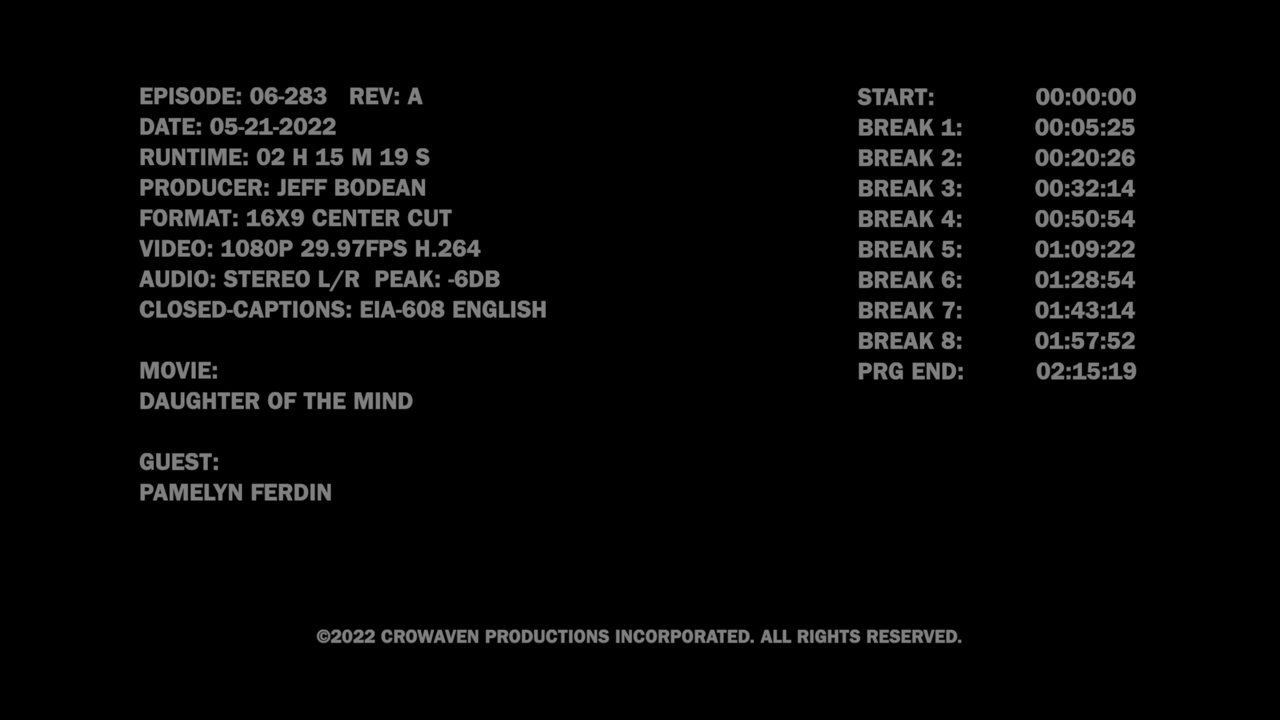 EPISODE: 06-283 REV: A
DATE: 05-21-2022
RUNTIME: 02 H 15 M 19 S
PRODUCER: JEFF BODEAN
FORMAT: 16X9 CENTER CUT
VIDEO: 1080P 29.97FPS H.264
AUDIO: STEREO L/R PEAK: -6DB
CLOSED-CAPTIONS: EIA-608 ENGLISH
MOVIE:
DAUGHTER OF THE MIND
GUEST:
PAMELYN FERDIN
START: 00:00:00
BREAK 1: 00:05:25
BREAK 2: 00:20:26
BREAK 3: 00:32:14
BREAK 4: 00:50:54
BREAK 5: 01:09:22
BREAK 6: 01:28:54
BREAK 7: 01:43:14
BREAK 8: 01:57:52
PRG END: 02:15:19
©2022 CROWAVEN PRODUCTIONS INCORPORATED. ALL RIGHTS RESERVED.